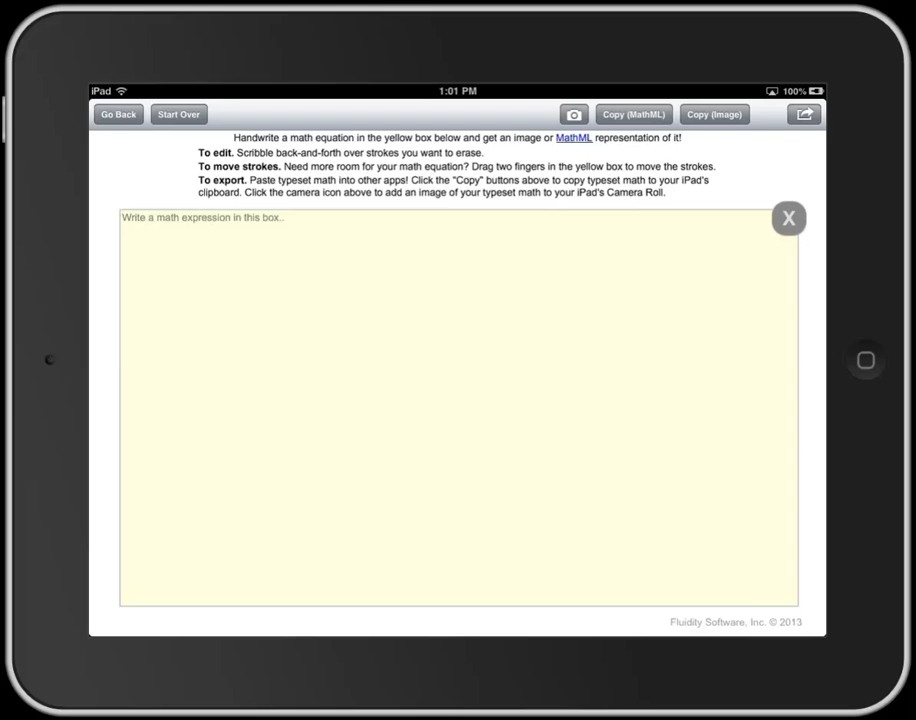 iPad 1:01 PM 100%
Go Back Start Over Copy (MathML) Copy (Image)
Handwrite a math equation in the yellow box below and get an image or MathML representation of it!
To edit. Scribble back-and-forth over strokes you want to erase.
To move strokes. Need more room for your math equation? Drag two fingers in the yellow box to move the strokes.
To export. Paste typeset math into other apps! Click the "Copy" buttons above to copy typeset math to your iPad's
clipboard. Click the camera icon above to add an image of your typeset math to your iPad's Camera Roll.
Write a math expression in this box..
X
Fluidity Software, Inc. © 2013